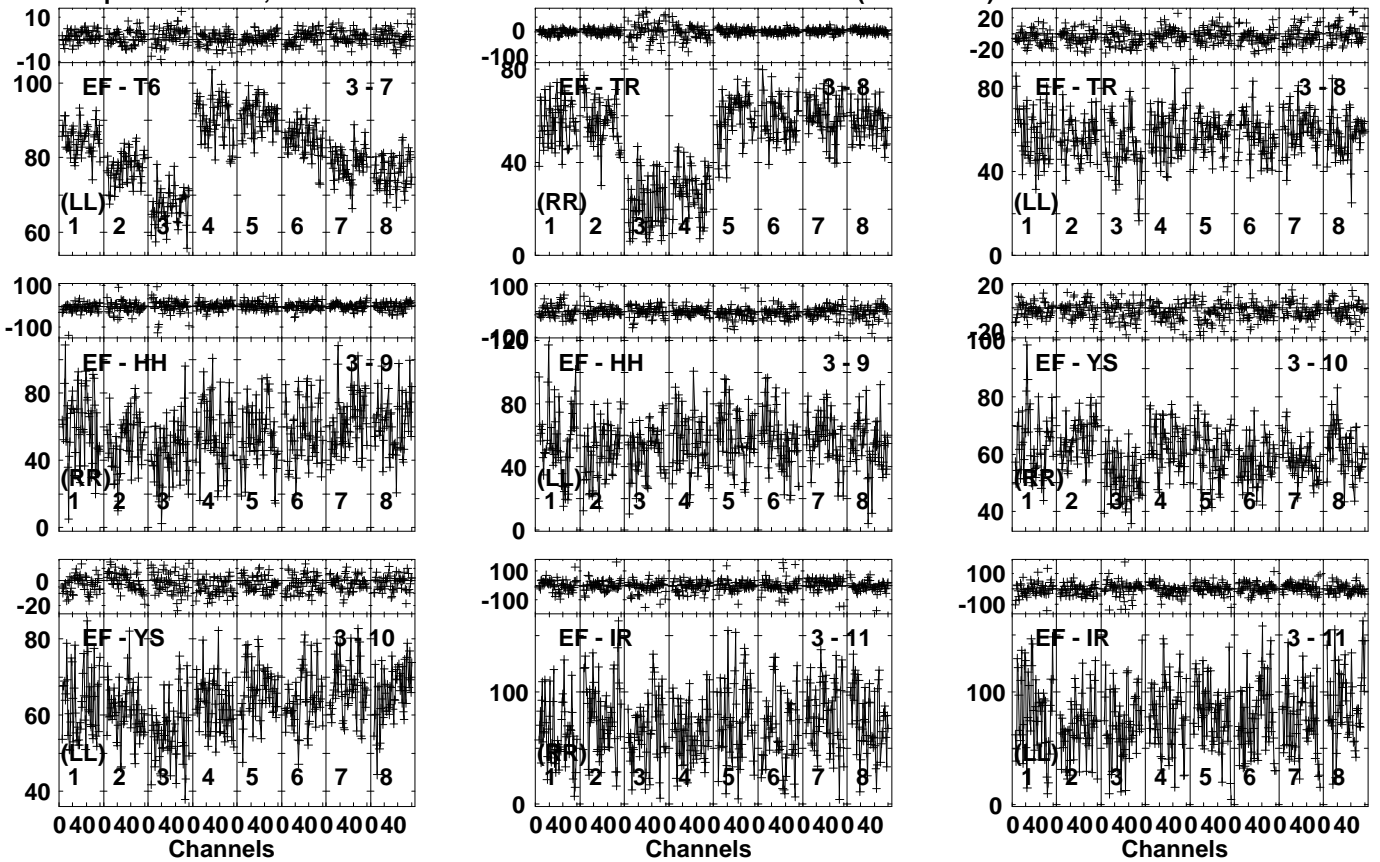 10 0 20
-10 -100 -20
100 EF - T6 3 - 7 80 EF - TR 3 - 8 80 EF - TR 3 - 8
80 40 40
(LL) (RR) (LL)
60 1 2 3 4 5 6 7 8 1 2 3 4 5 6 7 8 1 2 3 4 5 6 7 8
0 0
100 100 20
-100 -100 -20
EF - HH 3 - 9 120 EF - HH 3 - 9 100 EF - YS 3 - 10
80 80 80
40 40 60
(RR) (LL) (RR)
1 2 3 4 5 6 7 8 1 2 3 4 5 6 7 8 1 2 3 4 5 6 7 8
0 0 40
0 100 100
-20 -100 -100
80 EF - YS 3 - 10 EF - IR 3 - 11 EF - IR 3 - 11
60 100 100
(LL) (RR) (LL)
1 2 3 4 5 6 7 8 1 2 3 4 5 6 7 8 1 2 3 4 5 6 7 8
40 0 0
0 40 0 40 0 40 0 40 0 40 0 40 0 40 0 40 0 40 0 40 0 40 0 40 0 40 0 40 0 40 0 40 0 40 0 40 0 40 0 40 0 40 0 40 0 40 0 40
Channels Channels Channels